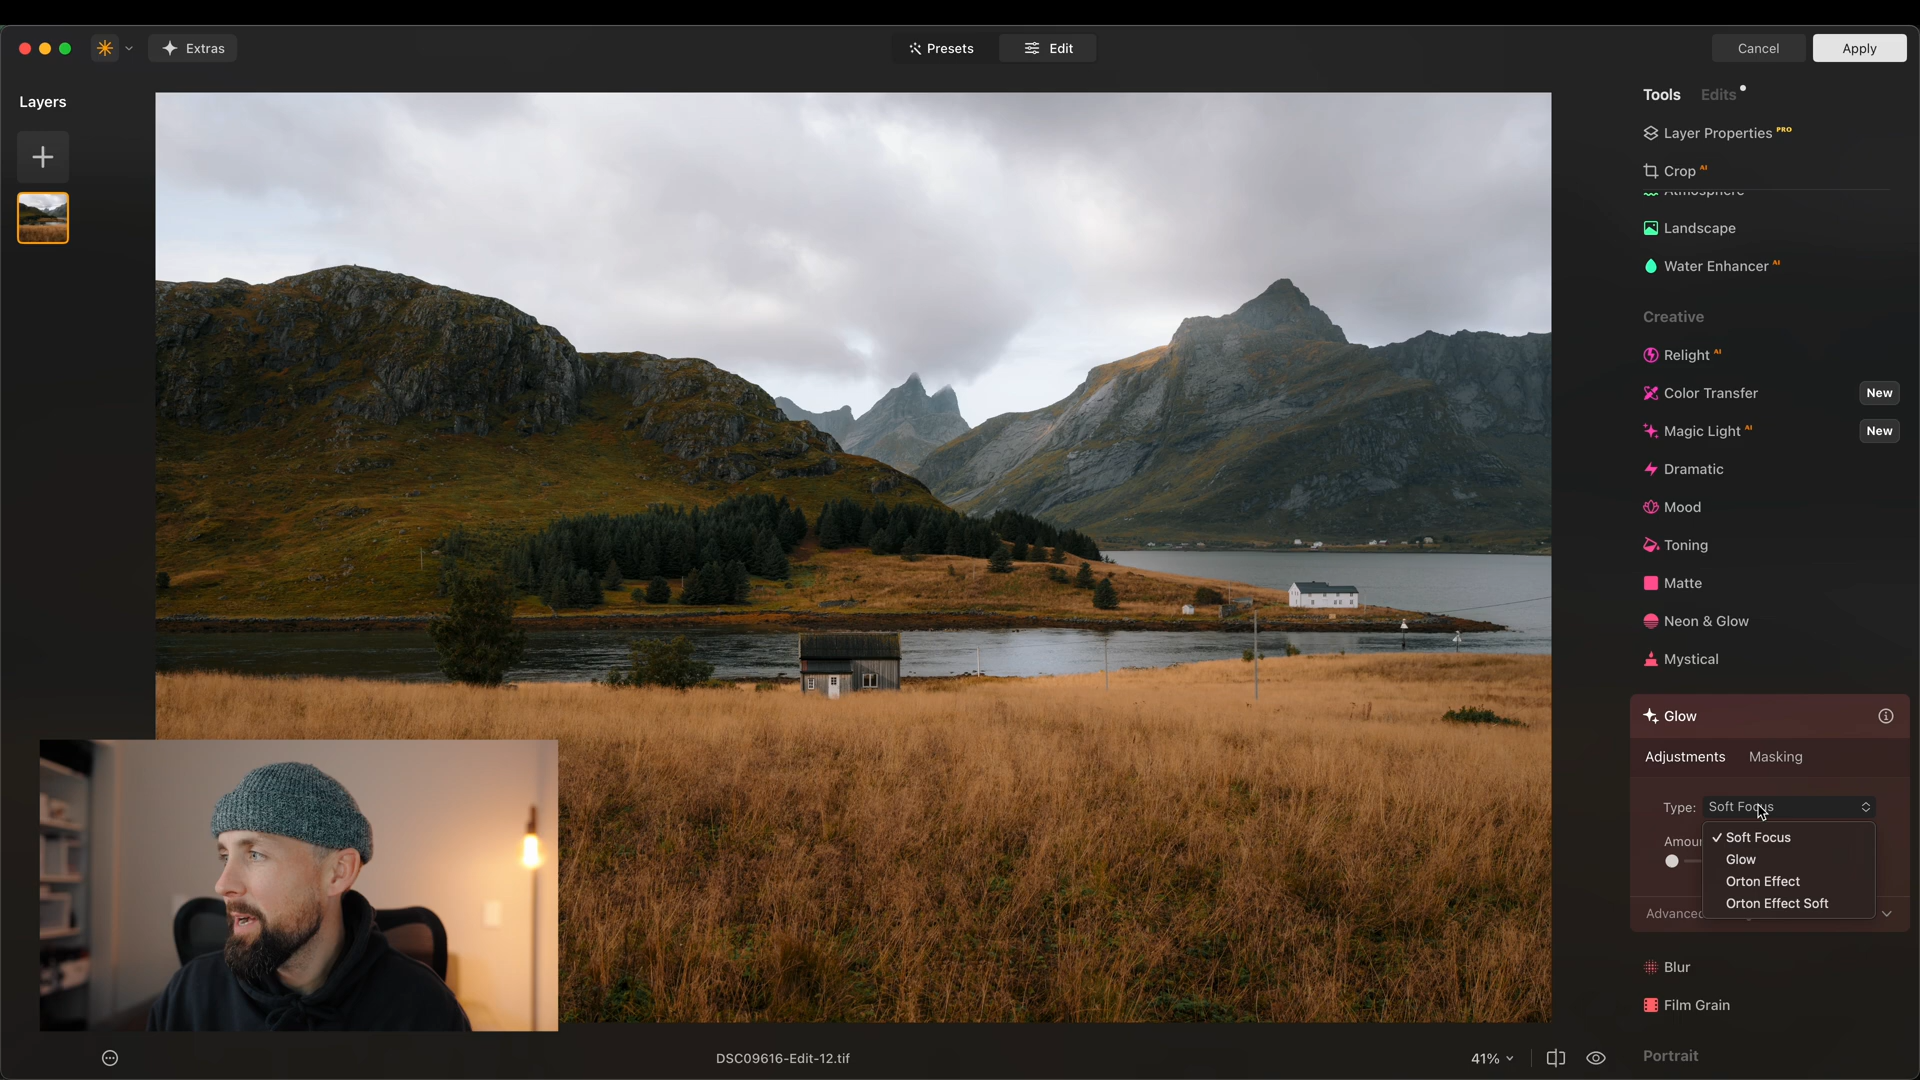 Extras
Presets
Edit
Cancel
Apply
Layers
Tools
Edits
Layer Properties PRO
Crop AI
Atmosphere
Landscape
Water Enhancer AI
Creative
Relight AI
Color Transfer
New
Magic Light AI
New
Dramatic
Mood
Toning
Matte
Neon & Glow
Mystical
Glow
Adjustments
Masking
Type:
Soft Focus
Soft Focus
Glow
Orton Effect
Orton Effect Soft
Blur
Film Grain
DSC09616-Edit-12.tif
41%
Portrait